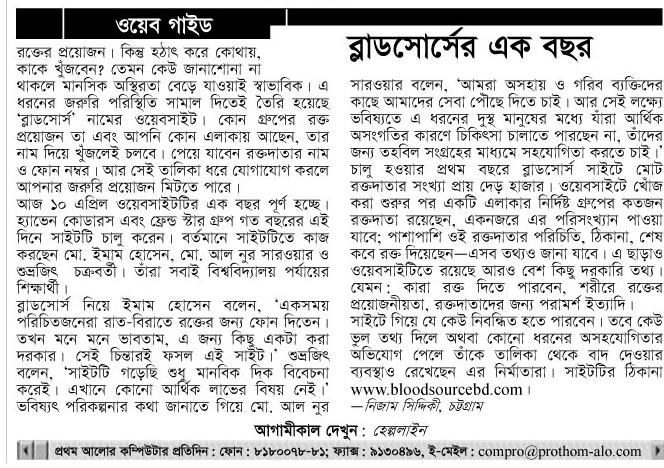 ওয়েব গাইড
ব্লাডসোর্সের এক বছর
রক্তের প্রয়োজন। কিন্তু হঠাৎ করে কোথায়,
কাকে খুঁজবেন? তেমন কেউ জানাশোনা না
থাকলে মানসিক অস্থিরতা বেড়ে যাওয়াই স্বাভাবিক। এ
ধরনের জরুরি পরিস্থিতি সামাল দিতেই তৈরি হয়েছে
'ব্লাডসোর্স' নামের ওয়েবসাইট। কোন গ্রুপের রক্ত
প্রয়োজন তা এবং আপনি কোন এলাকায় আছেন, তার
নাম দিয়ে খুঁজলেই চলবে। পেয়ে যাবেন রক্তদাতার নাম
ও ফোন নম্বর। আর সেই তালিকা ধরে যোগাযোগ করলে
আপনার জরুরি প্রয়োজন মিটতে পারে।
আজ ১০ এপ্রিল ওয়েবসাইটটির এক বছর পূর্ণ হচ্ছে।
হ্যাভেন কোডারস এবং ফ্রেন্ড স্টার গ্রুপ গত বছরের এই
দিনে সাইটটি চালু করেন। বর্তমানে সাইটটিতে কাজ
করছেন মো. ইমাম হোসেন, মো. আল নুর সারওয়ার ও
শুভ্রজিৎ চক্রবর্তী। তাঁরা সবাই বিশ্ববিদ্যালয় পর্যায়ের
শিক্ষার্থী।
ব্লাডসোর্স নিয়ে ইমাম হোসেন বলেন, 'একসময়
পরিচিতজনেরা রাত-বিরাতে রক্তের জন্য ফোন দিতেন।
তখন মনে মনে ভাবতাম, এ জন্য কিছু একটা করা
দরকার। সেই চিন্তারই ফসল এই সাইট।' শুভ্রজিৎ
বলেন, 'সাইটটি গড়েছি শুধু মানবিক দিক বিবেচনা
করেই। এখানে কোনো আর্থিক লাভের বিষয় নেই।'
ভবিষ্যৎ পরিকল্পনার কথা জানাতে গিয়ে মো. আল নুর
সারওয়ার বলেন, 'আমরা অসহায় ও গরিব ব্যক্তিদের
কাছে আমাদের সেবা পৌঁছে দিতে চাই। আর সেই লক্ষ্যে
ভবিষ্যতে এ ধরনের দুস্থ মানুষের মধ্যে যাঁরা আর্থিক
অসংগতির কারণে চিকিত্সা চালাতে পারছেন না, তাঁদের
জন্য তহবিল সংগ্রহের মাধ্যমে সহযোগিতা করতে চাই।'
চালু হওয়ার প্রথম বছরে ব্লাডসোর্স সাইটে মোট
রক্তদাতার সংখ্যা প্রায় দেড় হাজার। ওয়েবসাইটে খোঁজ
করা শুরুর পর একটি এলাকার নির্দিষ্ট গ্রুপের কতজন
রক্তদাতা রয়েছেন, একনজরে এর পরিসংখ্যান পাওয়া
যাবে; পাশাপাশি ওই রক্তদাতার পরিচিতি, ঠিকানা, শেষ
কবে রক্ত দিয়েছেন—এসব তথ্যও জানা যাবে। এ ছাড়াও
ওয়েবসাইটিতে রয়েছে আরও বেশ কিছু দরকারি তথ্য।
যেমন : কারা রক্ত দিতে পারবেন, শরীরে রক্তের
প্রয়োজনীয়তা, রক্তদাতাদের জন্য পরামর্শ ইত্যাদি।
সাইটে গিয়ে যে কেউ নিবন্ধিত হতে পারবেন। তবে কেউ
ভুল তথ্য দিলে অথবা কোনো ধরনের অসহযোগিতার
অভিযোগ পেলে তাঁকে তালিকা থেকে বাদ দেওয়ার
ব্যবস্থাও রেখেছেন এর নির্মাতারা। সাইটটির ঠিকানা
www.bloodsourcebd.com ।
—নিজাম সিদ্দিকী, চট্টগ্রাম
আগামীকাল দেখুন : হেল্পলাইন
প্রথম আলোর কম্পিউটার প্রতিদিন : ফোন : ৮১৮০০৭৮-৮১; ফ্যাক্স : ৯১৩০৪৯৬, ই-মেইল : compro@prothom-alo.com